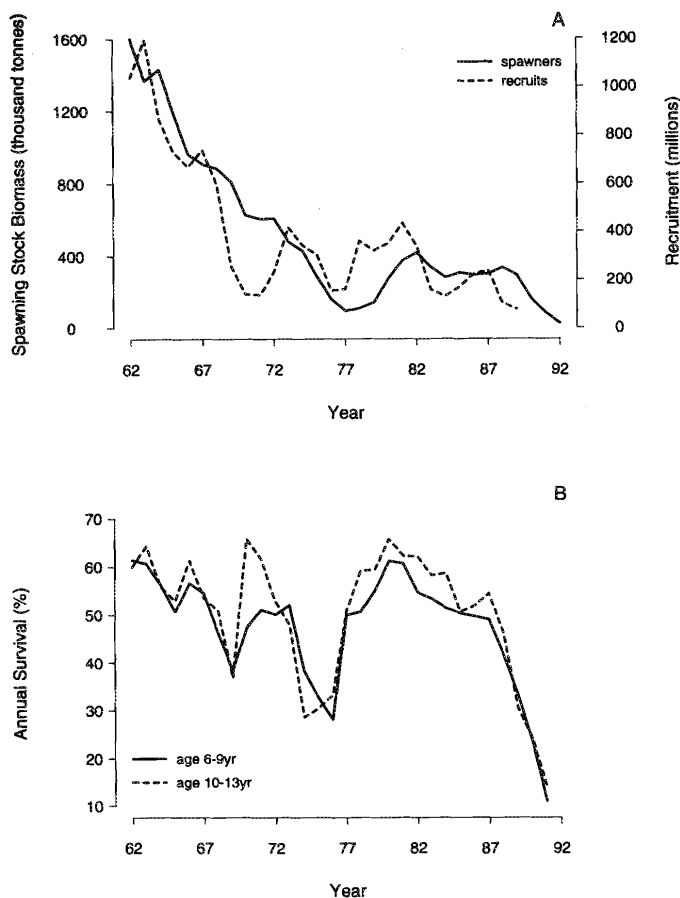 A
Spawning Stock Biomass (thousand tonnes)
1600
1200
800
400
0
spawners
recruits
1200
1000
800
600
400
200
0
Recruitment (millions)
62 67 72 77 82 87 92
Year
B
Annual Survival (%)
70
60
50
40
30
20
10
age 6-9yr
age 10-13yr
62 67 72 77 82 87 92
Year